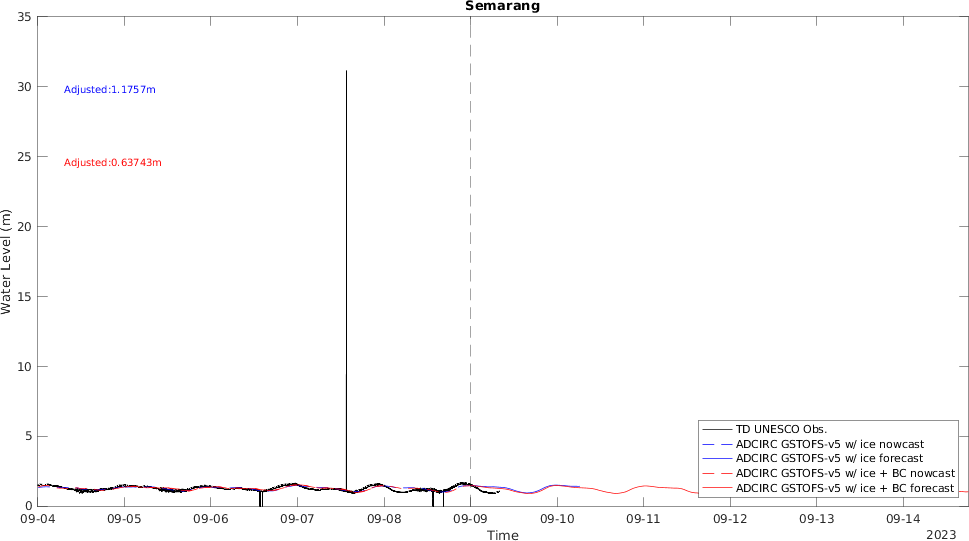 Semarang
35
30
25
20
15
10
5
0
Water Level (m)
Adjusted:1.1757m
Adjusted:0.63743m
TD UNESCO Obs.
ADCIRC GSTOFS-v5 w/ ice nowcast
ADCIRC GSTOFS-v5 w/ ice forecast
ADCIRC GSTOFS-v5 w/ ice + BC nowcast
ADCIRC GSTOFS-v5 w/ ice + BC forecast
09-04 09-05 09-06 09-07 09-08 09-09 09-10 09-11 09-12 09-13 09-14
Time
2023